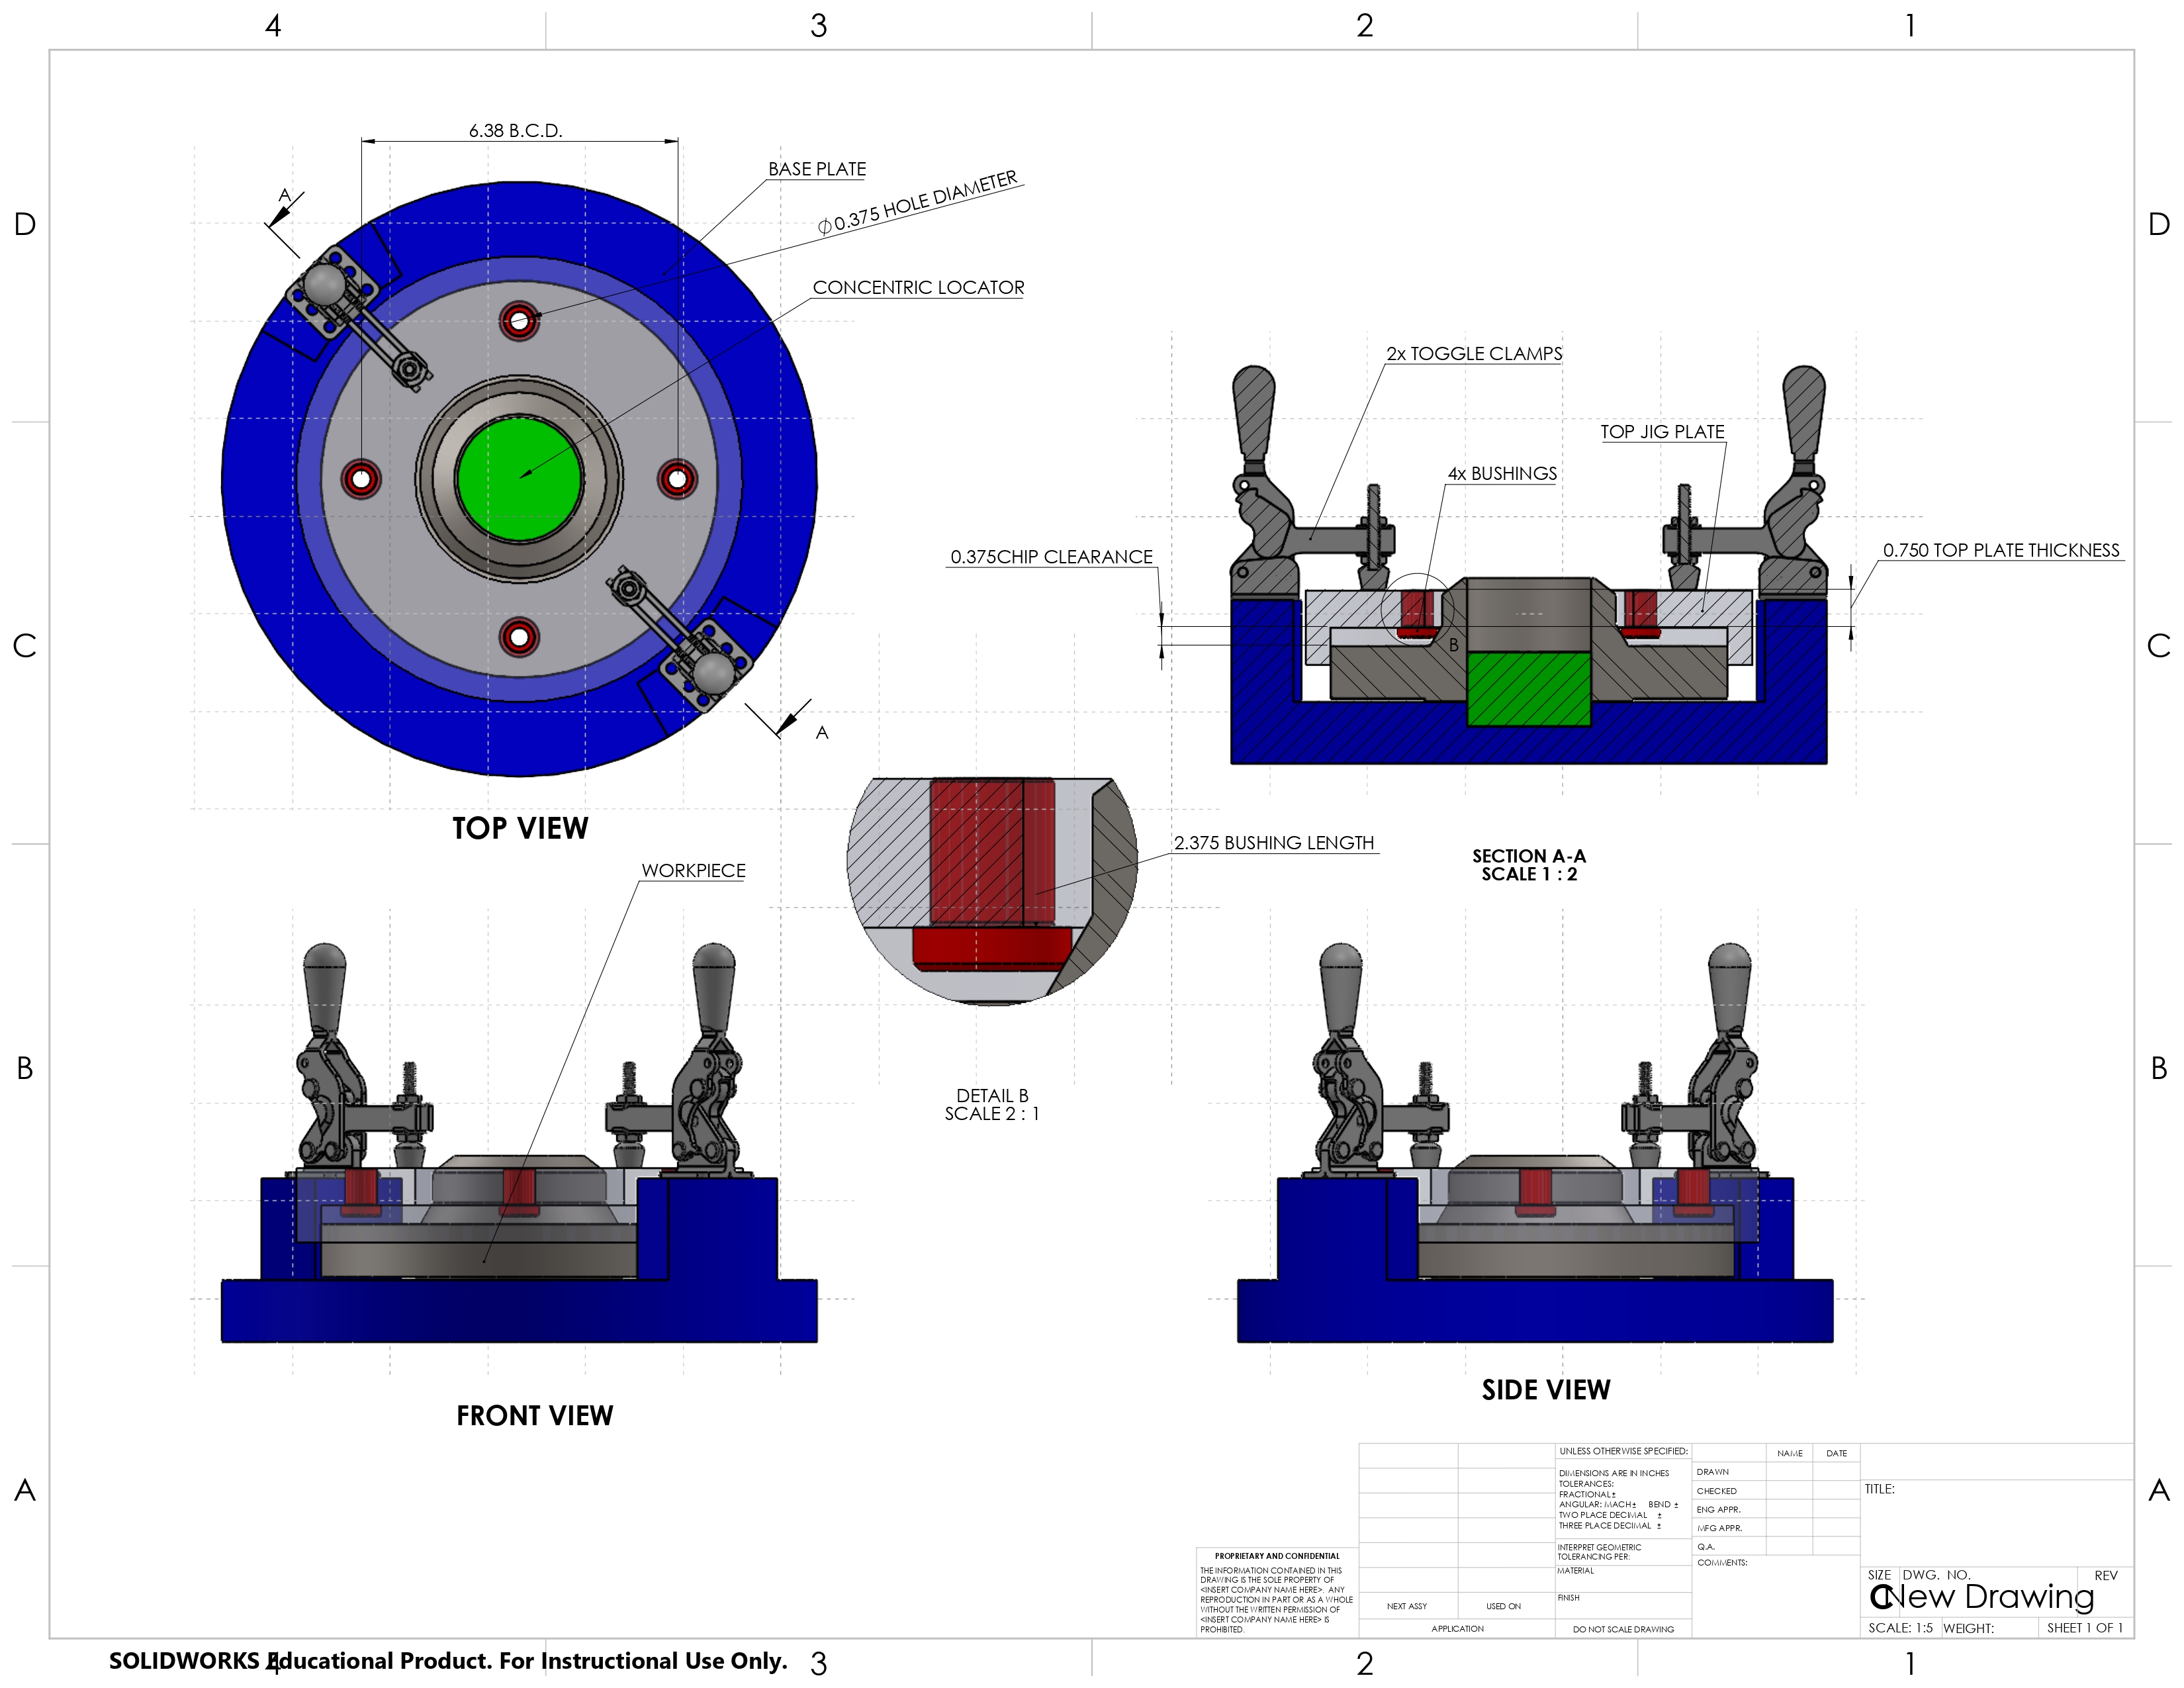 4 3 2 1
D D
C C
B B
A A
6.38 B.C.D.
BASE PLATE
∅0.375 HOLE DIAMETER
CONCENTRIC LOCATOR
A
A
TOP VIEW
2x TOGGLE CLAMPS
TOP JIG PLATE
4x BUSHINGS
0.375CHIP CLEARANCE
0.750 TOP PLATE THICKNESS
B
SECTION A-A
SCALE 1 : 2
2.375 BUSHING LENGTH
DETAIL B
SCALE 2 : 1
WORKPIECE
FRONT VIEW
SIDE VIEW
PROPRIETARY AND CONFIDENTIAL
THE INFORMATION CONTAINED IN THIS
DRAWING IS THE SOLE PROPERTY OF
<INSERT COMPANY NAME HERE>. ANY
REPRODUCTION IN PART OR AS A WHOLE
WITHOUT THE WRITTEN PERMISSION OF
<INSERT COMPANY NAME HERE> IS
PROHIBITED.
NEXT ASSY USED ON
APPLICATION
UNLESS OTHERWISE SPECIFIED:
DIMENSIONS ARE IN INCHES
TOLERANCES:
FRACTIONAL±
ANGULAR: MACH± BEND ±
TWO PLACE DECIMAL ±
THREE PLACE DECIMAL ±
INTERPRET GEOMETRIC
TOLERANCING PER:
MATERIAL
FINISH
DO NOT SCALE DRAWING
NAME DATE
DRAWN
CHECKED
ENG APPR.
MFG APPR.
Q.A.
COMMENTS:
TITLE:
SIZE DWG. NO. REV
C New Drawing
SCALE: 1:5 WEIGHT: SHEET 1 OF 1
SOLIDWORKS Educational Product. For Instructional Use Only.
4 3 2 1